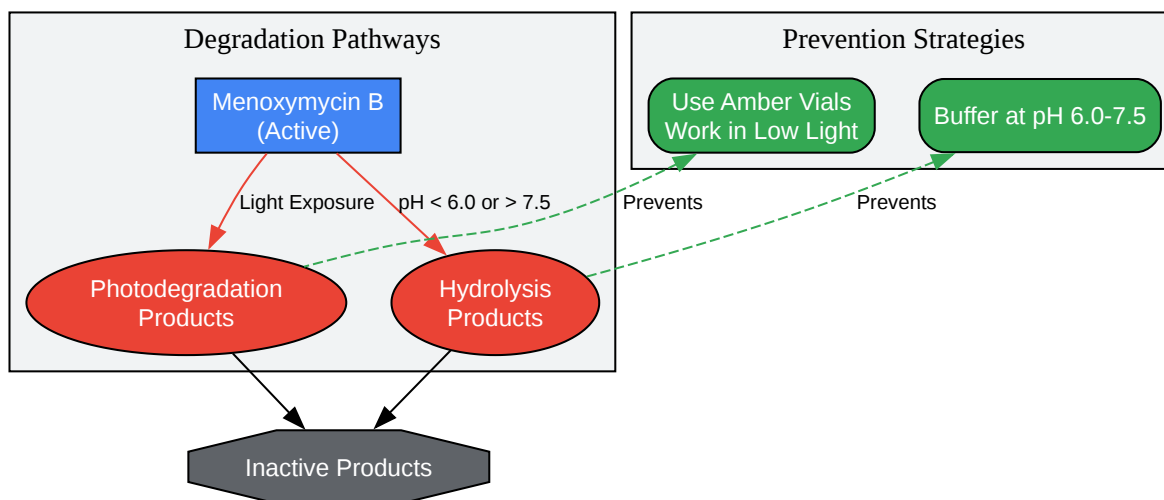 Degradation Pathways
Prevention Strategies
Menoxymycin B
(Active)
Use Amber Vials
Work in Low Light
Buffer at pH 6.0-7.5
Light Exposure
pH < 6.0 or > 7.5
Prevents
Prevents
Photodegradation
Products
Hydrolysis
Products
Inactive Products